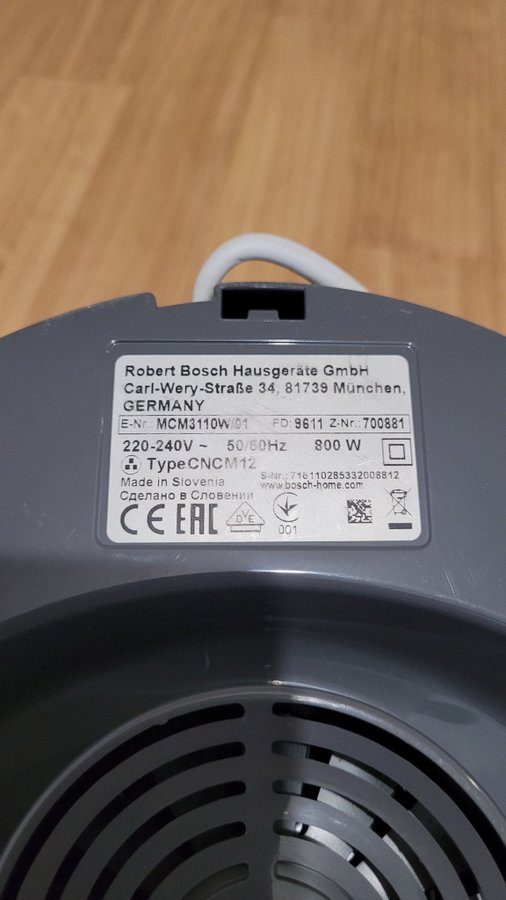 Robert Bosch Hausgeräte GmbH
Carl-Wery-Straße 34, 81739 München,
GERMANY
E-Nr.: MCM3110W/01 FD: 9611 Z-Nr.: 700881
220-240V ~ 50/60Hz 800 W
Type CNCM12
Made in Slovenia
Сделано в Словении
S-Nr.: 716110285332008812
www.bosch-home.com
CE EAC DVE 001